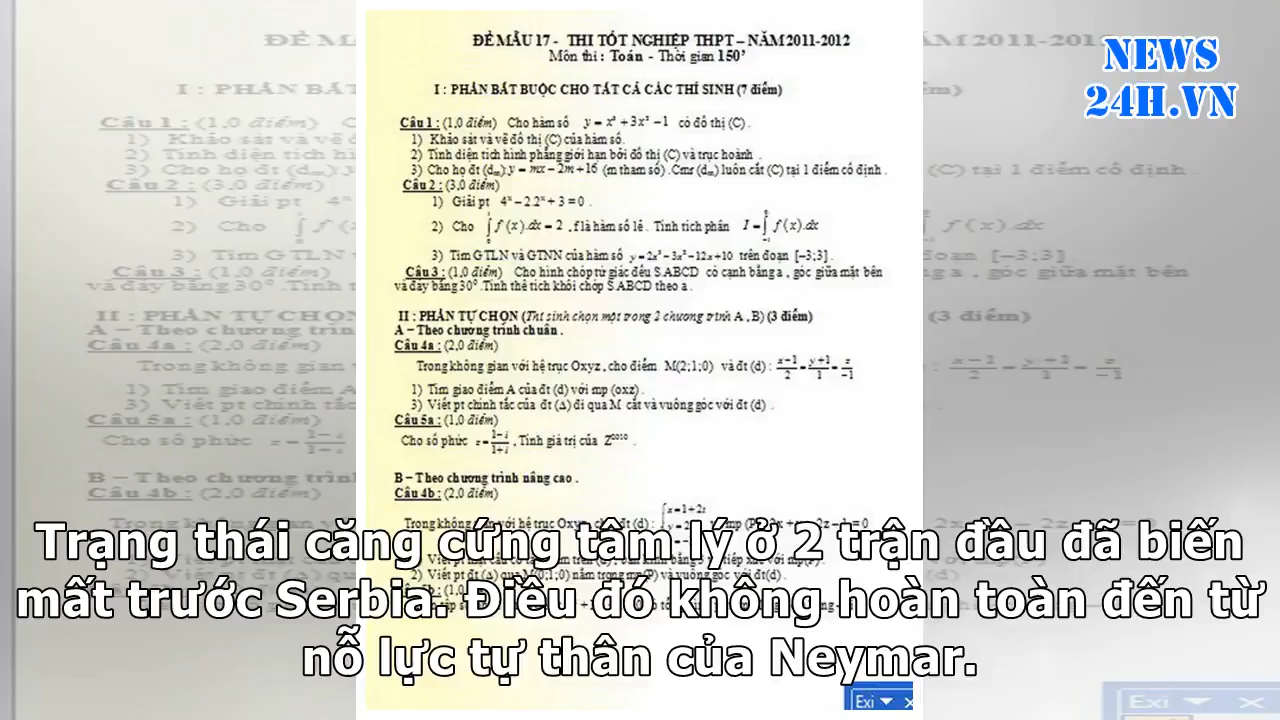 ĐỀ MẪU 17 - THI TỐT NGHIỆP THPT – NĂM 2011-2012
Môn thi : Toán - Thời gian 150’
NEWS
24H.VN
I : PHẦN BẮT BUỘC CHO TẤT CẢ CÁC THÍ SINH (7 điểm)
Câu 1 : (1,0 điểm) Cho hàm số y = x³ + 3x² − 1 có đồ thị (C) .
1) Khảo sát và vẽ đồ thị (C) của hàm số.
2) Tính diện tích hình phẳng giới hạn bởi đồ thị (C) và trục hoành .
3) Cho họ đt (dₘ): y = mx − 2m + 16 (m tham số) .Cmr (dₘ) luôn cắt (C) tại 1 điểm cố định .
Câu 2 : (3,0 điểm)
1) Giải pt 4ˣ − 2.2ˣ + 3 = 0 .
2) Cho ∫ f(x).dx = 2 , f là hàm số lẻ . Tính tích phân I = ∫ f(x).dx
3) Tìm GTLN và GTNN của hàm số y = 2x³ − 3x² − 12x + 10 trên đoạn [−3;3] .
Câu 3 : (1,0 điểm) Cho hình chóp tứ giác đều S.ABCD có cạnh bằng a , góc giữa mặt bên
và đáy bằng 30⁰ .Tính thể tích khối chóp S.ABCD theo a .
II : PHẦN TỰ CHỌN (Thí sinh chọn một trong 2 chương trình A , B) (3 điểm)
A – Theo chương trình chuẩn .
Câu 4a : (2,0 điểm)
Trong không gian với hệ trục Oxyz , cho điểm M(2;1;0) và đt (d) : (x−1)/2 = (y+1)/1 = z/−1
1) Tìm giao điểm A của đt (d) với mp (oxz) .
3) Viết pt chính tắc của đt (Δ) đi qua M cắt và vuông góc với đt (d) .
Câu 5a : (1,0 điểm)
Cho số phức z = (1−i)/(1+i) , Tính giá trị của Z²⁰¹⁰ .
B – Theo chương trình nâng cao .
Câu 4b : (2,0 điểm)
Trạng thái căng cứng tâm lý ở 2 trận đầu đã biến
mất trước Serbia. Điều đó không hoàn toàn đến từ
nỗ lực tự thân của Neymar.
Exi